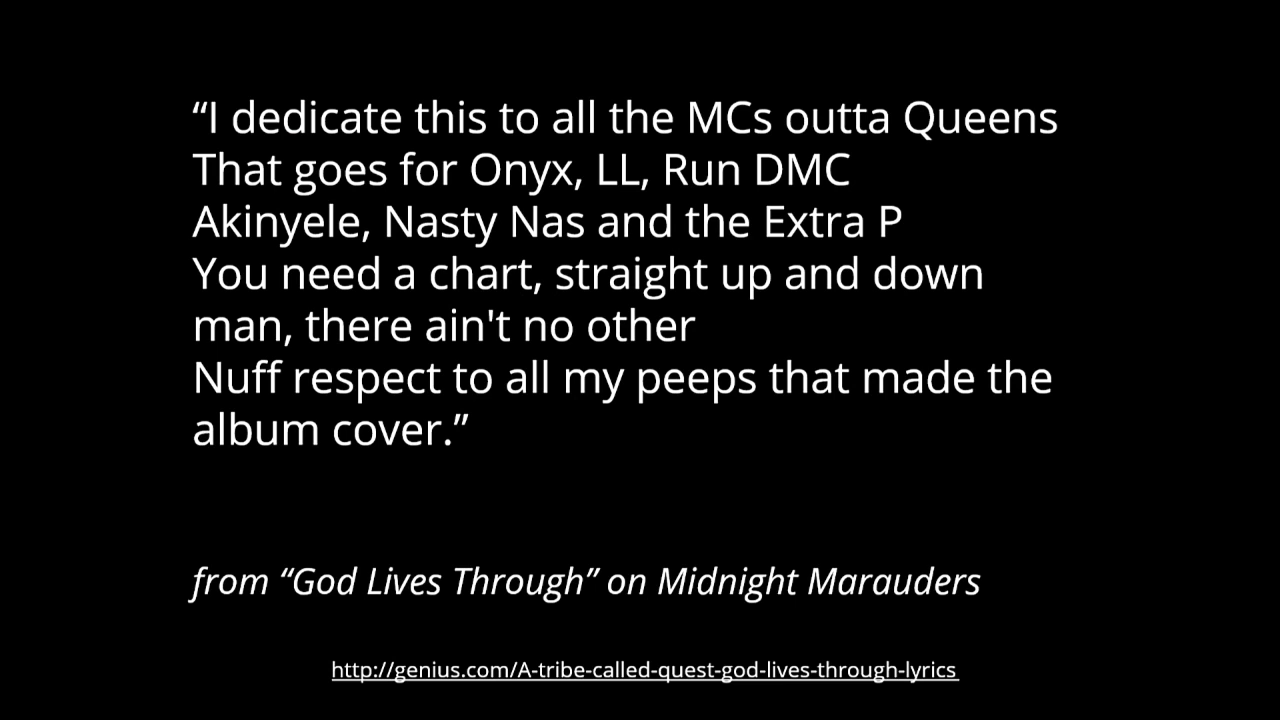 “I dedicate this to all the MCs outta Queens
That goes for Onyx, LL, Run DMC
Akinyele, Nasty Nas and the Extra P
You need a chart, straight up and down
man, there ain't no other
Nuff respect to all my peeps that made the
album cover.”
from “God Lives Through” on Midnight Marauders
http://genius.com/A-tribe-called-quest-god-lives-through-lyrics